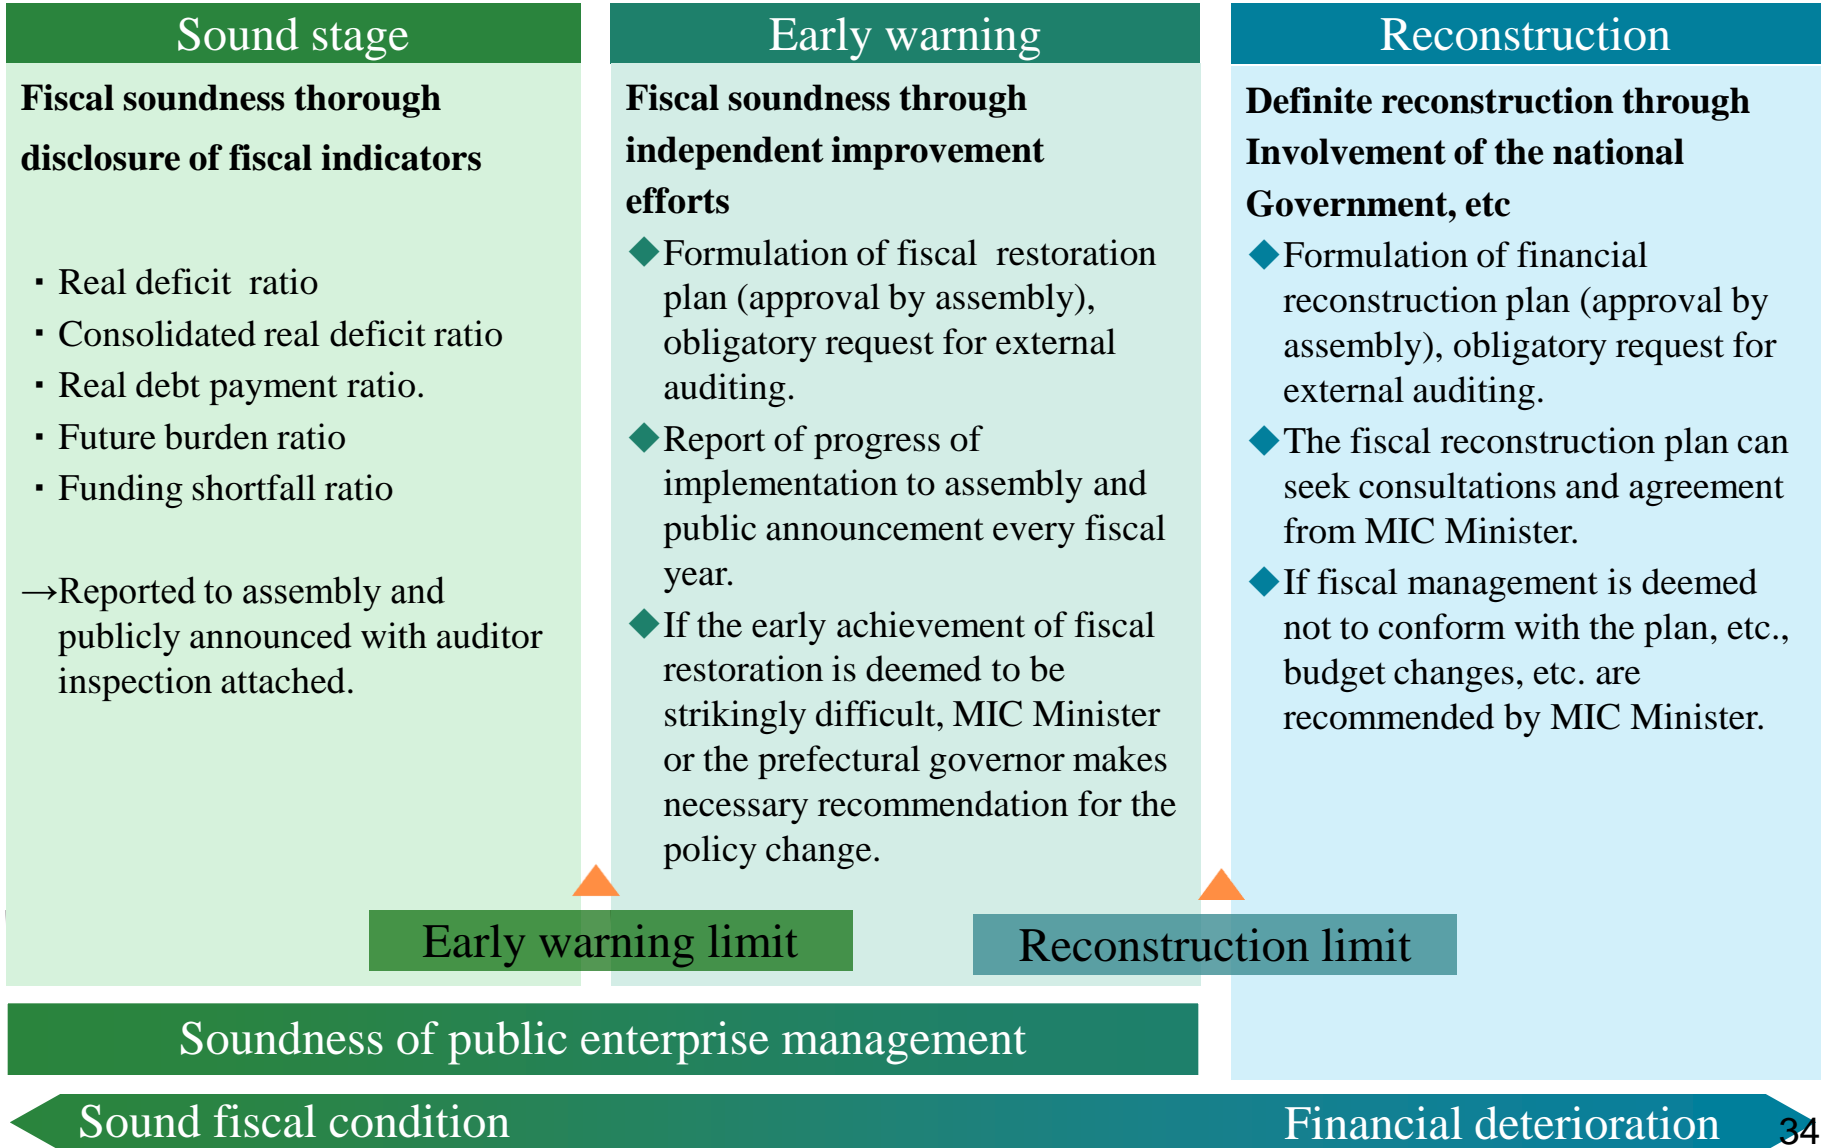 Sound stage
Fiscal soundness thorough
disclosure of fiscal indicators
・Real deficit ratio
・Consolidated real deficit ratio
・Real debt payment ratio.
・Future burden ratio
・Funding shortfall ratio
→Reported to assembly and
publicly announced with auditor
inspection attached.
Early warning
Fiscal soundness through
independent improvement
efforts
◆Formulation of fiscal restoration
plan (approval by assembly),
obligatory request for external
auditing.
◆Report of progress of
implementation to assembly and
public announcement every fiscal
year.
◆If the early achievement of fiscal
restoration is deemed to be
strikingly difficult, MIC Minister
or the prefectural governor makes
necessary recommendation for the
policy change.
Reconstruction
Definite reconstruction through
Involvement of the national
Government, etc
◆Formulation of financial
reconstruction plan (approval by
assembly), obligatory request for
external auditing.
◆The fiscal reconstruction plan can
seek consultations and agreement
from MIC Minister.
◆If fiscal management is deemed
not to conform with the plan, etc.,
budget changes, etc. are
recommended by MIC Minister.
Early warning limit
Reconstruction limit
Soundness of public enterprise management
Sound fiscal condition
Financial deterioration
34